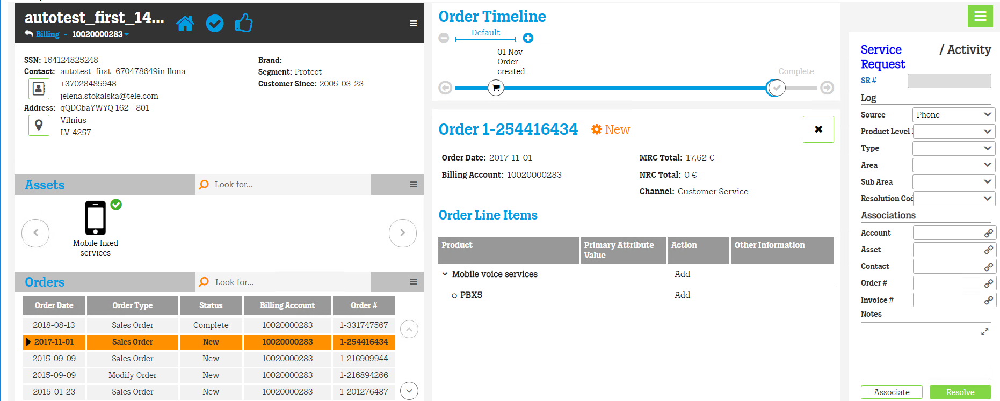 autotest_first_14...
Billing - 10020000283
SSN: 164124825248
Contact: autotest_first_670478649in Ilona
+37028485948
jelena.stokalska@tele.com
Address: qQDCbaYWYQ 162 - 801
Vilnius
LV-4257
Brand:
Segment: Protect
Customer Since: 2005-03-23
Assets
Look for...
Mobile fixed
services
Orders
Look for...
Order Date Order Type Status Billing Account Order #
2018-08-13 Sales Order Complete 10020000283 1-331747567
2017-11-01 Sales Order New 10020000283 1-254416434
2015-09-09 Sales Order New 10020000283 1-216909944
2015-09-09 Modify Order New 10020000283 1-216894266
2015-01-23 Sales Order New 10020000283 1-201276487
Order Timeline
Default
01 Nov
Order
created
Complete
Order 1-254416434 New
Order Date: 2017-11-01
Billing Account: 10020000283
MRC Total: 17,52 €
NRC Total: 0 €
Channel: Customer Service
Order Line Items
Product Primary Attribute Value Action Other Information
Mobile voice services Add
PBX5 Add
Service Request / Activity
SR #
Log
Source Phone
Product Level
Type
Area
Sub Area
Resolution Cod
Associations
Account
Asset
Contact
Order #
Invoice #
Notes
Associate Resolve